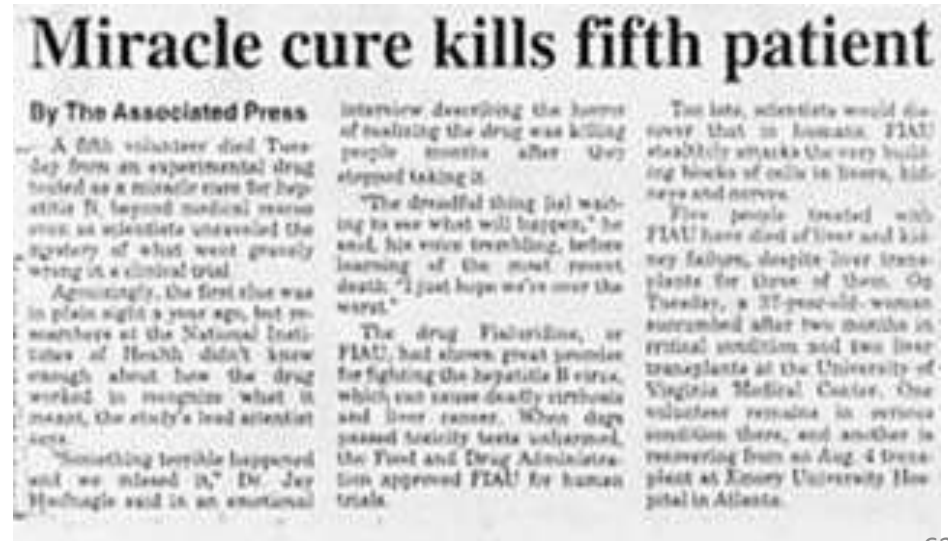 Miracle cure kills fifth patient
By The Associated Press
A fifth volunteer died Tues-
day from an experimental drug
touted as a miracle cure for hep-
atitis B, beyond medical rescue
even as scientists unraveled the
mystery of what went gravely
wrong in a clinical trial.
Agonizingly, the first clue was
in plain sight a year ago, but re-
searchers at the National Insti-
tutes of Health didn't know
enough about how the drug
worked to recognize what it
meant, the study's lead scientist
says.
"Something terrible happened
and we missed it," Dr. Jay
Hoofnagle said in an emotional
interview describing the horror
of realizing the drug was killing
people months after they
stopped taking it.
"The dreadful thing [is] wait-
ing to see what will happen," he
said, his voice trembling, before
learning of the most recent
death. "I just hope we're over the
worst."
The drug Fialuridine, or
FIAU, had shown great promise
for fighting the hepatitis B virus,
which can cause deadly cirrhosis
and liver cancer. When dogs
passed toxicity tests unharmed,
the Food and Drug Administra-
tion approved FIAU for human
trials.
Too late, scientists would dis-
cover that in humans, FIAU
stealthily attacks the very build-
ing blocks of cells in livers, kid-
neys and nerves.
Five people treated with
FIAU have died of liver and kid-
ney failure, despite liver trans-
plants for three of them. On
Tuesday, a 37-year-old woman
succumbed after two months in
critical condition and two liver
transplants at the University of
Virginia Medical Center. One
volunteer remains in serious
condition there, and another is
recovering from an Aug. 4 trans-
plant at Emory University Hos-
pital in Atlanta.